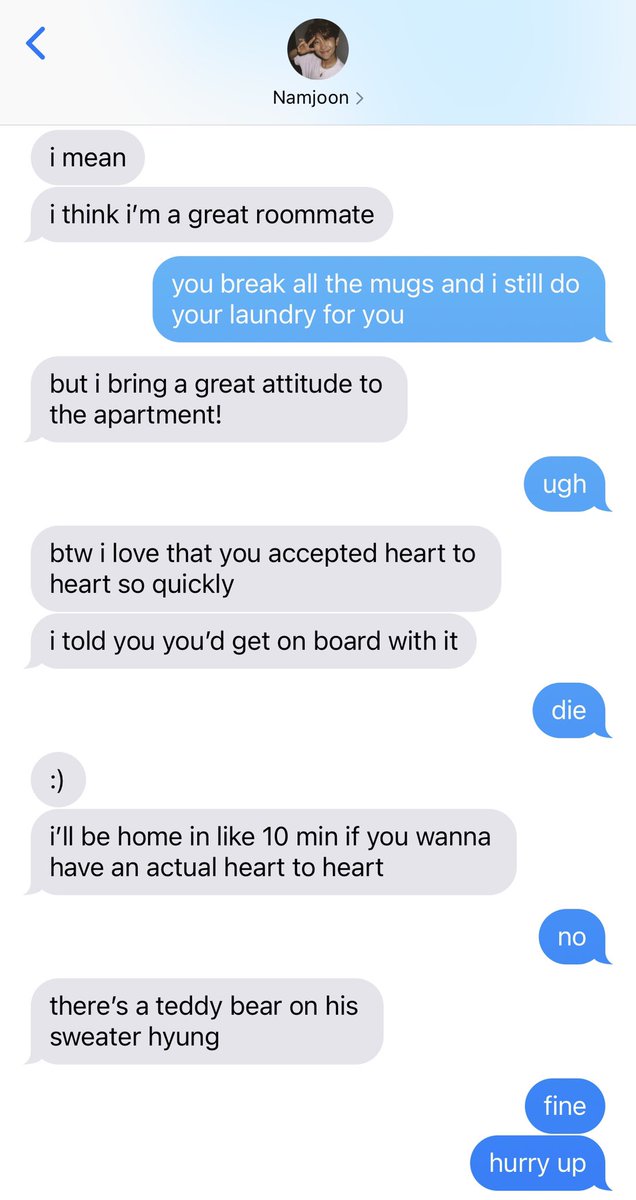 Namjoon
i mean
i think i’m a great roommate
you break all the mugs and i still do
your laundry for you
but i bring a great attitude to
the apartment!
ugh
btw i love that you accepted heart to
heart so quickly
i told you you’d get on board with it
die
:)
i’ll be home in like 10 min if you wanna
have an actual heart to heart
no
there’s a teddy bear on his
sweater hyung
fine
hurry up